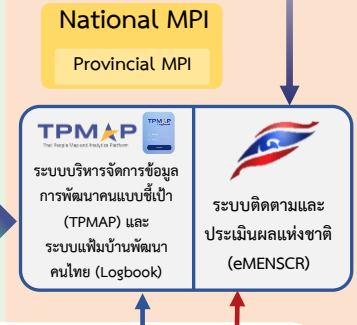 National MPI
Provincial MPI
TPMAP
Thai People Map and Analytics Platform
TPMAP
Logbook
ระบบบริหารจัดการข้อมูล
การพัฒนาคนแบบชี้เป้า
(TPMAP) และ
ระบบแฟ้มบ้านพัฒนา
คนไทย (Logbook)
ระบบติดตามและ
ประเมินผลแห่งชาติ
(eMENSCR)